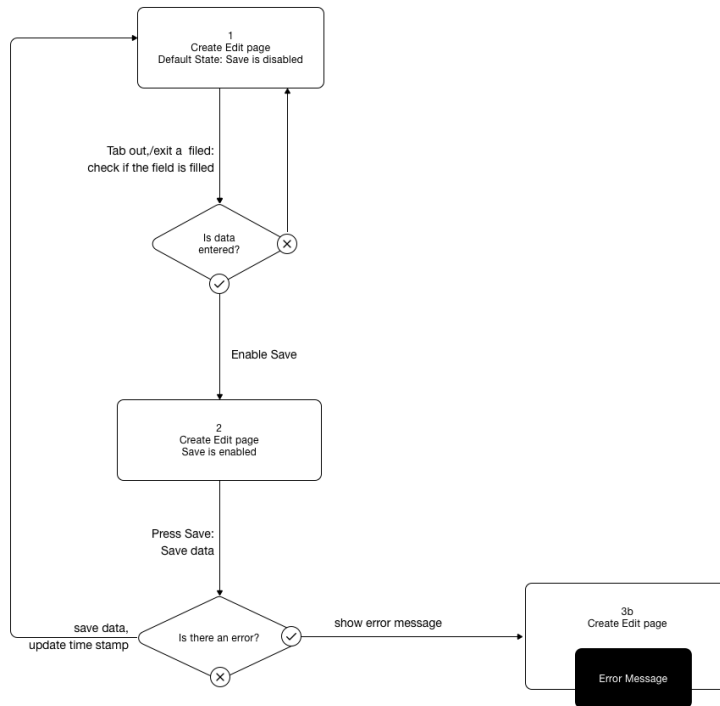 1
Create Edit page
Default State: Save is disabled
Tab out,/exit a filed:
check if the field is filled
Is data
entered?
Enable Save
2
Create Edit page
Save is enabled
Press Save:
Save data
save data,
update time stamp
Is there an error?
show error message
3b
Create Edit page
Error Message